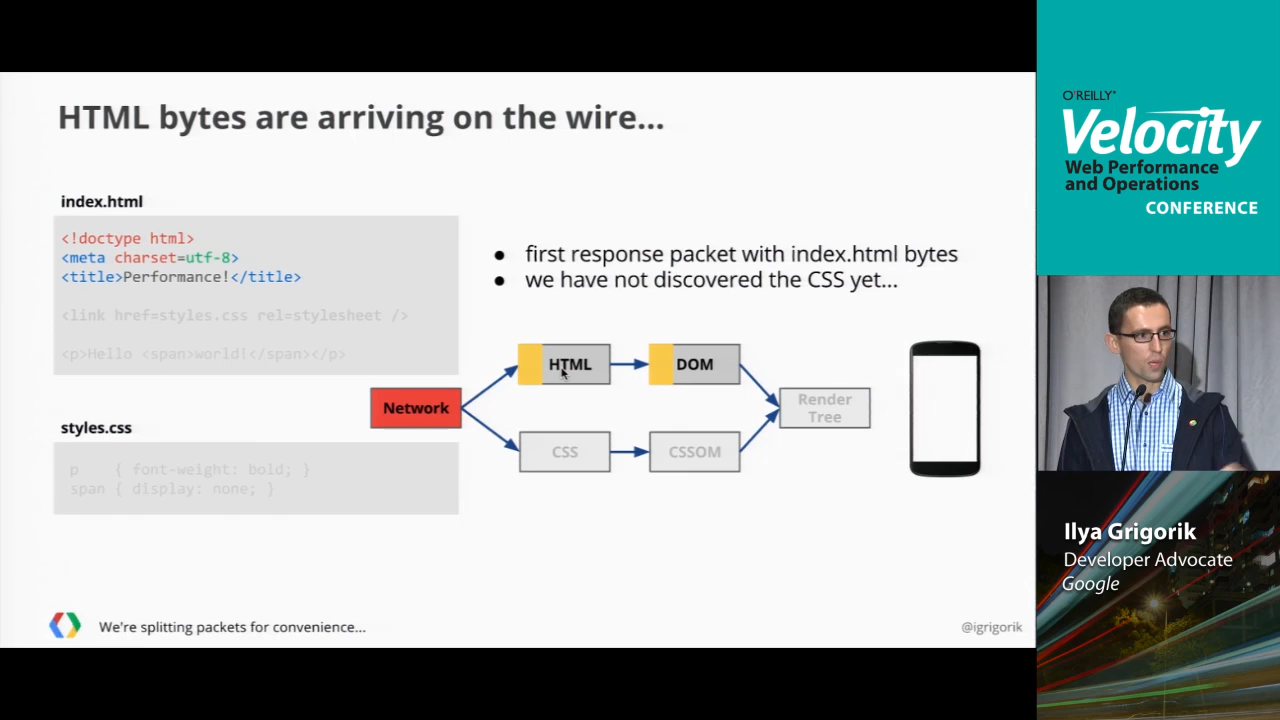 HTML bytes are arriving on the wire...
index.html
<!doctype html>
<meta charset=utf-8>
<title>Performance!</title>
<link href=styles.css rel=stylesheet />
<p>Hello <span>world!</span></p>
styles.css
p    { font-weight: bold; }
span { display: none; }
● first response packet with index.html bytes
● we have not discovered the CSS yet...
Network
HTML
DOM
CSS
CSSOM
Render
Tree
We're splitting packets for convenience...
@igrigorik
O'REILLY®
Velocity
Web Performance
and Operations
CONFERENCE
Ilya Grigorik
Developer Advocate
Google